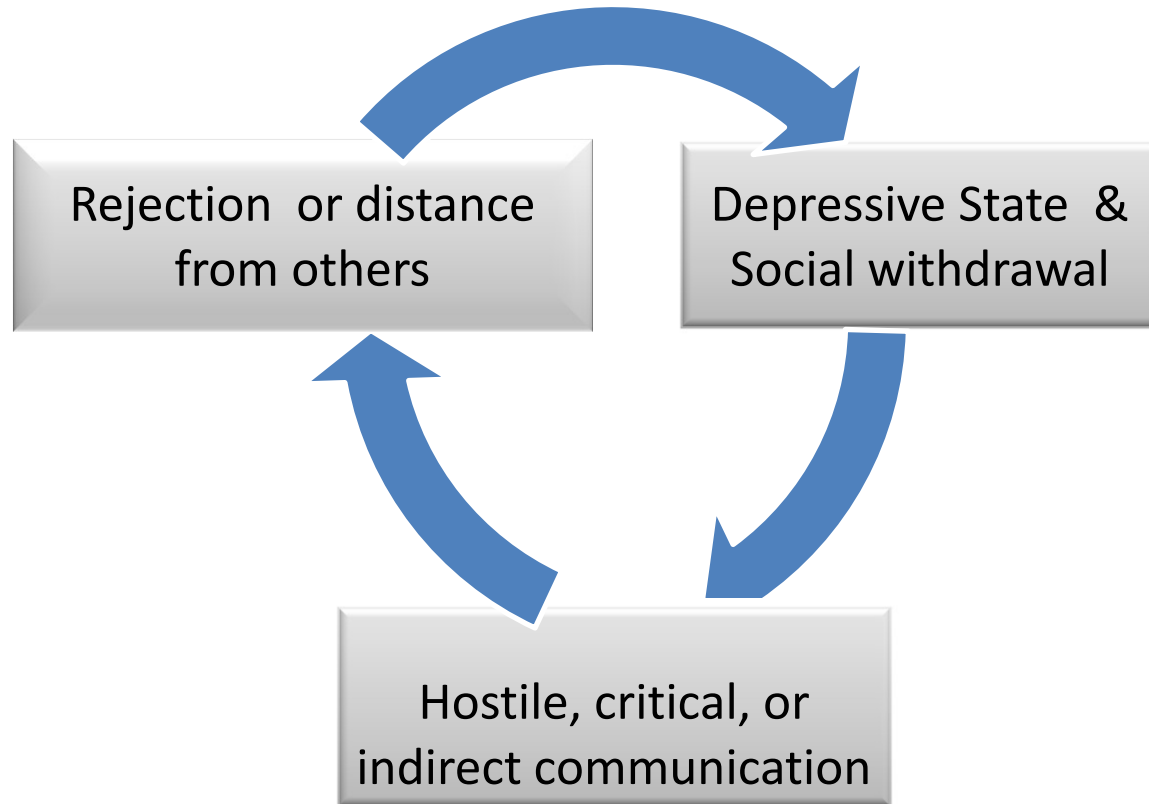 Rejection  or distance
from others
Depressive State  &
Social withdrawal
Hostile, critical, or
indirect communication